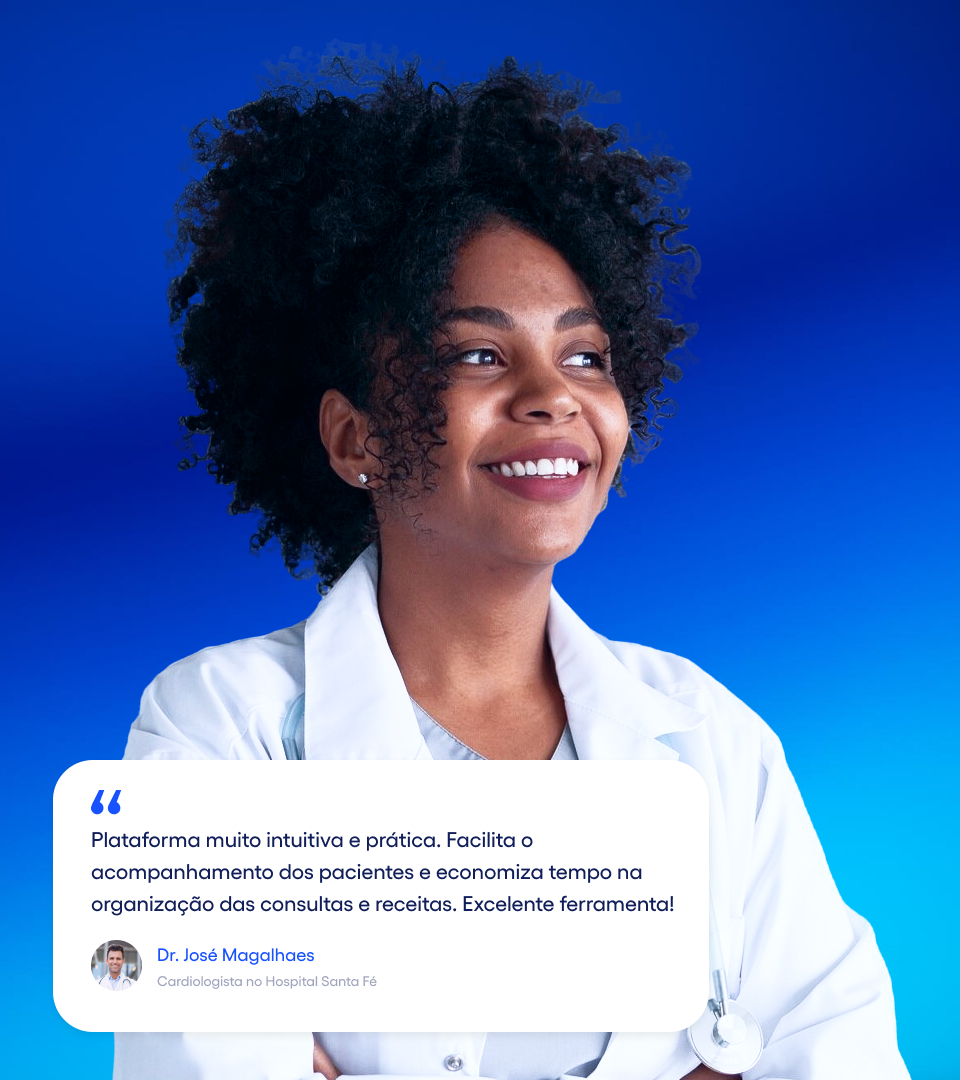 “
Plataforma muito intuitiva e prática. Facilita o
acompanhamento dos pacientes e economiza tempo na
organização das consultas e receitas. Excelente ferramenta!
Dr. José Magalhaes
Cardiologista no Hospital Santa Fé